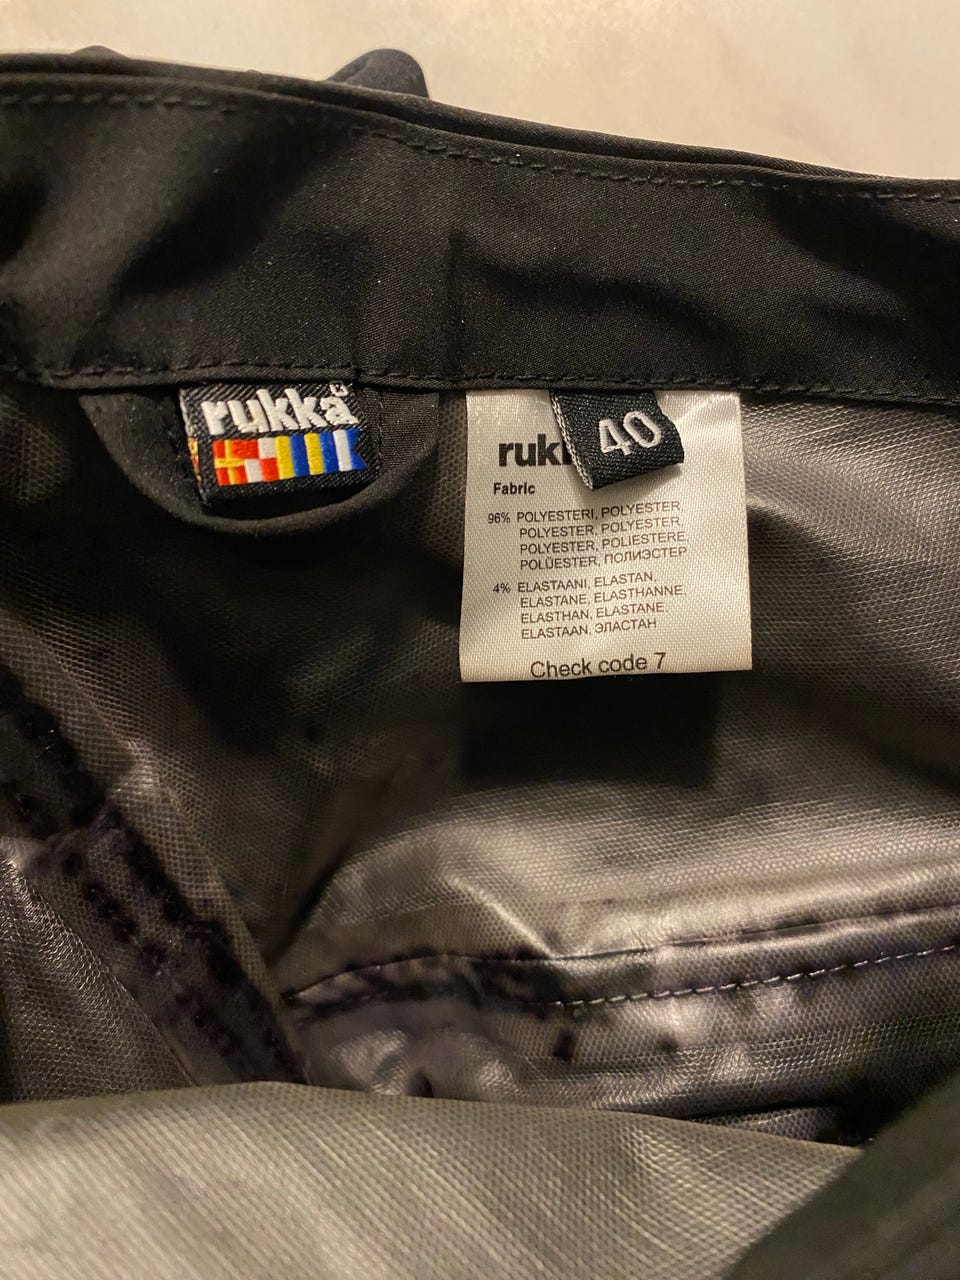 rukka
40
ruk
Fabric
96% POLYESTERI, POLYESTER,
POLYESTER, POLYESTER,
POLYESTER, POLIESTERE,
POLÜESTER, ПОЛИЭСТЕР
4% ELASTAANI, ELASTAN,
ELASTANE, ELASTHANNE,
ELASTHAN, ELASTANE,
ELASTAAN, ЭЛАСТАН
Check code 7